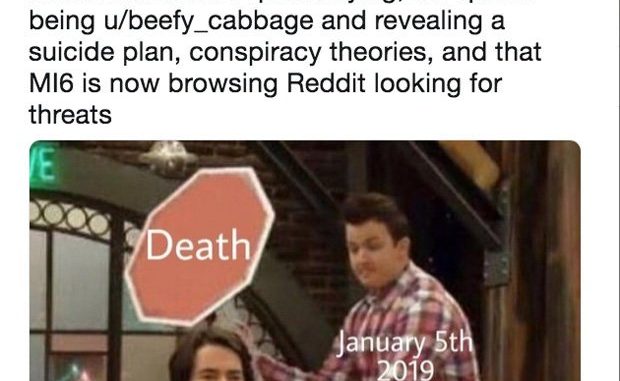 being u/beefy_cabbage and revealing a
suicide plan, conspiracy theories, and that
MI6 is now browsing Reddit looking for
threats
Death
January 5th
2019